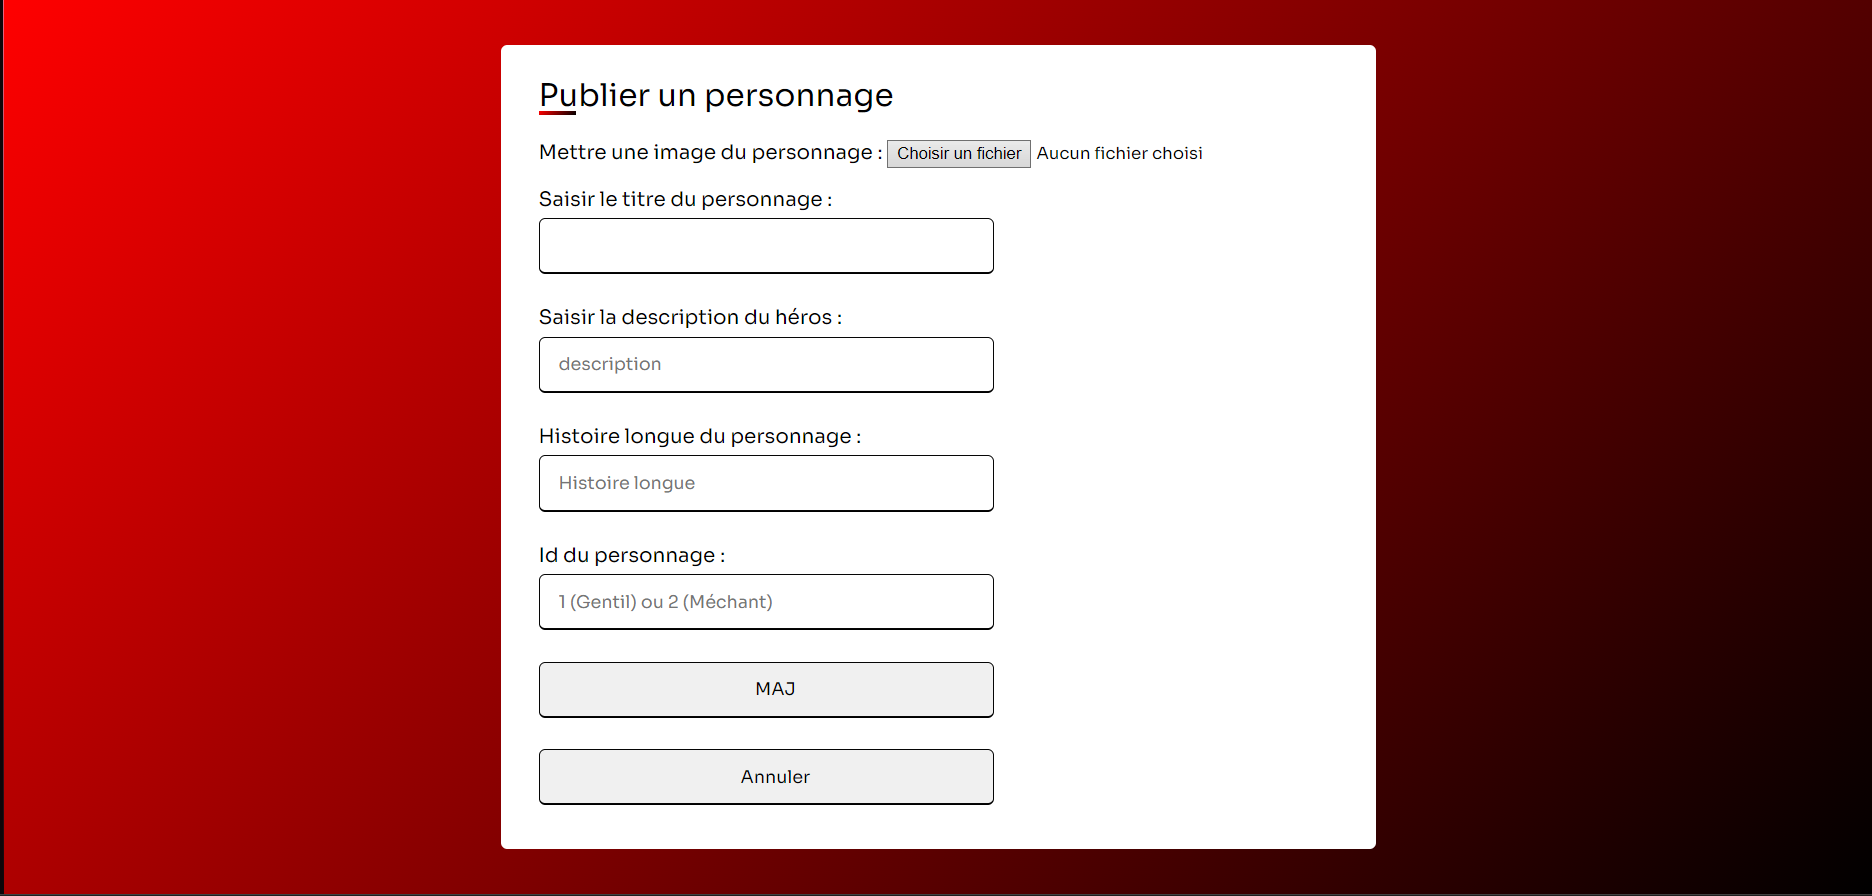 Publier un personnage
Mettre une image du personnage : Choisir un fichier Aucun fichier choisi
Saisir le titre du personnage :
Saisir la description du héros :
description
Histoire longue du personnage :
Histoire longue
Id du personnage :
1 (Gentil) ou 2 (Méchant)
MAJ
Annuler